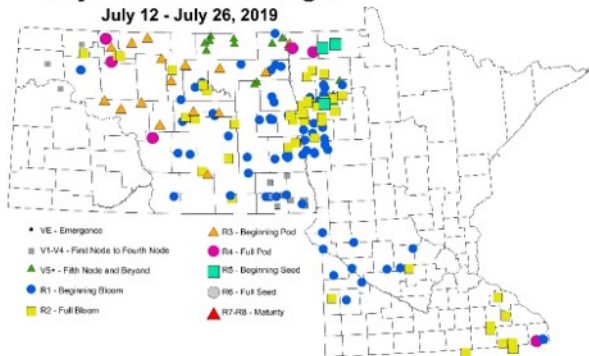 July 12 - July 26, 2019
VE - Emergence
V1-V4 - First Node to Fourth Node
V5+ - Fifth Node and Beyond
R1 - Beginning Bloom
R2 - Full Bloom
R3 - Beginning Pod
R4 - Full Pod
R5 - Beginning Seed
R6 - Full Seed
R7-R8 - Maturity